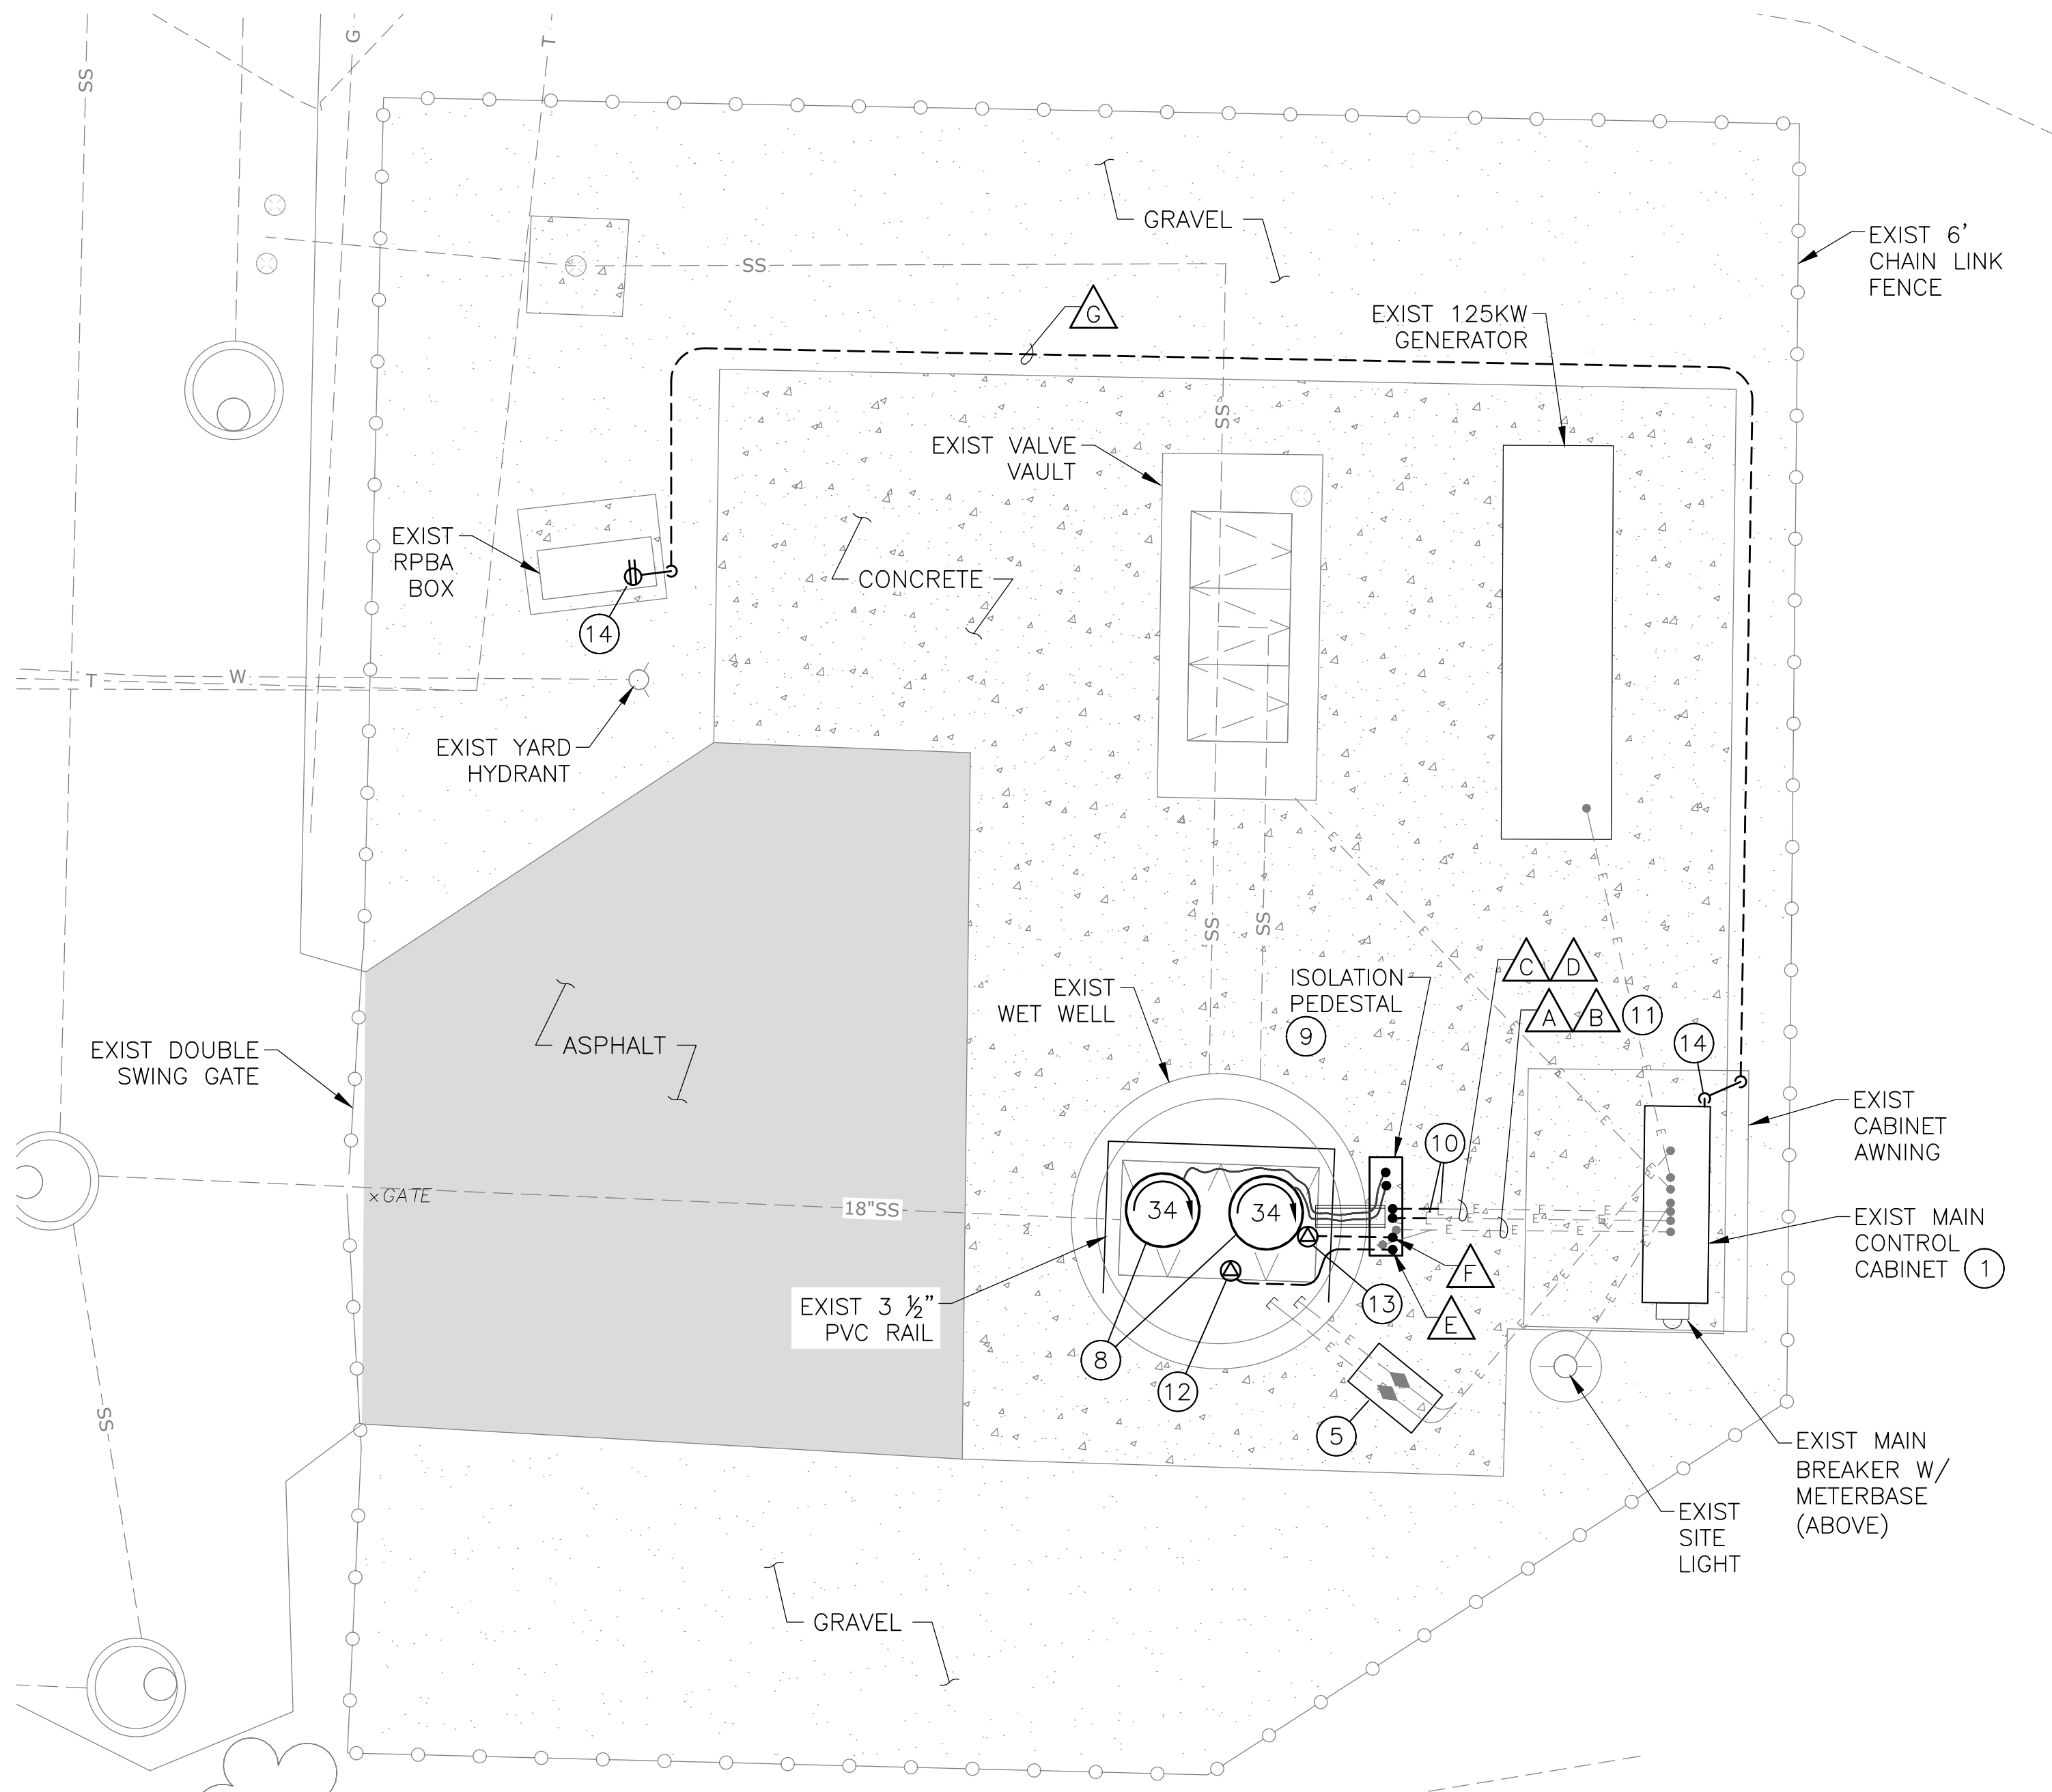 SS
G
T
GRAVEL
EXIST 6'
CHAIN LINK
FENCE
SS
G
EXIST 125KW
GENERATOR
SS
EXIST VALVE
VAULT
EXIST
RPBA
BOX
CONCRETE
14
T
W
EXIST YARD
HYDRANT
E
E
E
E
E
E
SS
SS
C
D
ISOLATION
PEDESTAL
9
EXIST
WET WELL
A
B
11
E
E
E
EXIST DOUBLE
SWING GATE
ASPHALT
14
EXIST
CABINET
AWNING
10
×GATE
18"SS
34
34
E
E
E
E
E
E
E
E
E
E
E
E
EXIST MAIN
CONTROL
CABINET 1
F
EXIST 3 ½"
PVC RAIL
13
E
E
E
E
E
E
E
E
E
8
12
5
SS
EXIST MAIN
BREAKER W/
METERBASE
(ABOVE)
EXIST
SITE
LIGHT
GRAVEL